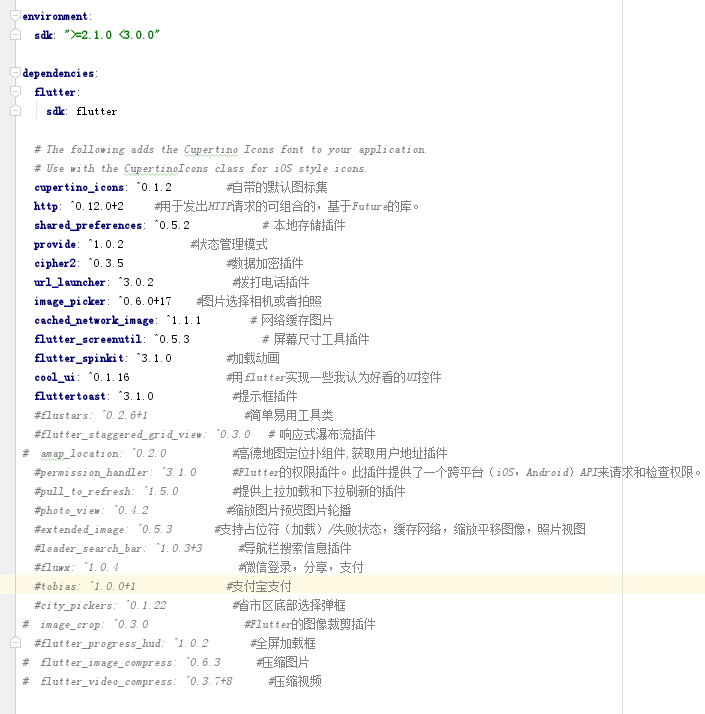 environment:
sdk: ">=2.1.0 <3.0.0"
dependencies:
flutter:
sdk: flutter
# The following adds the Cupertino Icons font to your application.
# Use with the CupertinoIcons class for iOS style icons.
cupertino_icons: ^0.1.2 #自带的默认图标集
http: ^0.12.0+2 #用于发出HTTP请求的可组合的，基于Future的库。
shared_preferences: ^0.5.2 # 本地存储插件
provide: ^1.0.2 #状态管理模式
cipher2: ^0.3.5 #数据加密插件
url_launcher: ^3.0.2 #拨打电话插件
image_picker: ^0.6.0+17 #图片选择相机或者拍照
cached_network_image: ^1.1.1 # 网络缓存图片
flutter_screenutil: ^0.5.3 # 屏幕尺寸工具插件
flutter_spinkit: ^3.1.0 #加载动画
cool_ui: ^0.1.16 #用flutter实现一些我认为好看的UI控件
fluttertoast: ^3.1.0 #提示框插件
#flustars: ^0.2.6+1 #简单易用工具类
#flutter_staggered_grid_view: ^0.3.0 # 响应式瀑布流插件
# amap_location: ^0.2.0 #高德地图定位扑组件,获取用户地址插件
#permission_handler: ^3.1.0 #Flutter的权限插件。此插件提供了一个跨平台（iOS，Android）API来请求和检查权限。
#pull_to_refresh: ^1.5.0 #提供上拉加载和下拉刷新的插件
#photo_view: ^0.4.2 #缩放图片预览图片轮播
#extended_image: ^0.5.3 #支持占位符（加载）/失败状态，缓存网络，缩放平移图像，照片视图
#loader_search_bar: ^1.0.3+3 #导航栏搜索信息插件
#fluwx: ^1.0.4 #微信登录，分享，支付
#tobias: ^1.0.0+1 #支付宝支付
#city_pickers: ^0.1.22 #省市区底部选择弹框
# image_crop: ^0.3.0 #Flutter的图像裁剪插件
#flutter_progress_hud: ^1.0.2 #全屏加载框
# flutter_image_compress: ^0.6.3 #压缩图片
# flutter_video_compress: ^0.3.7+8 #压缩视频